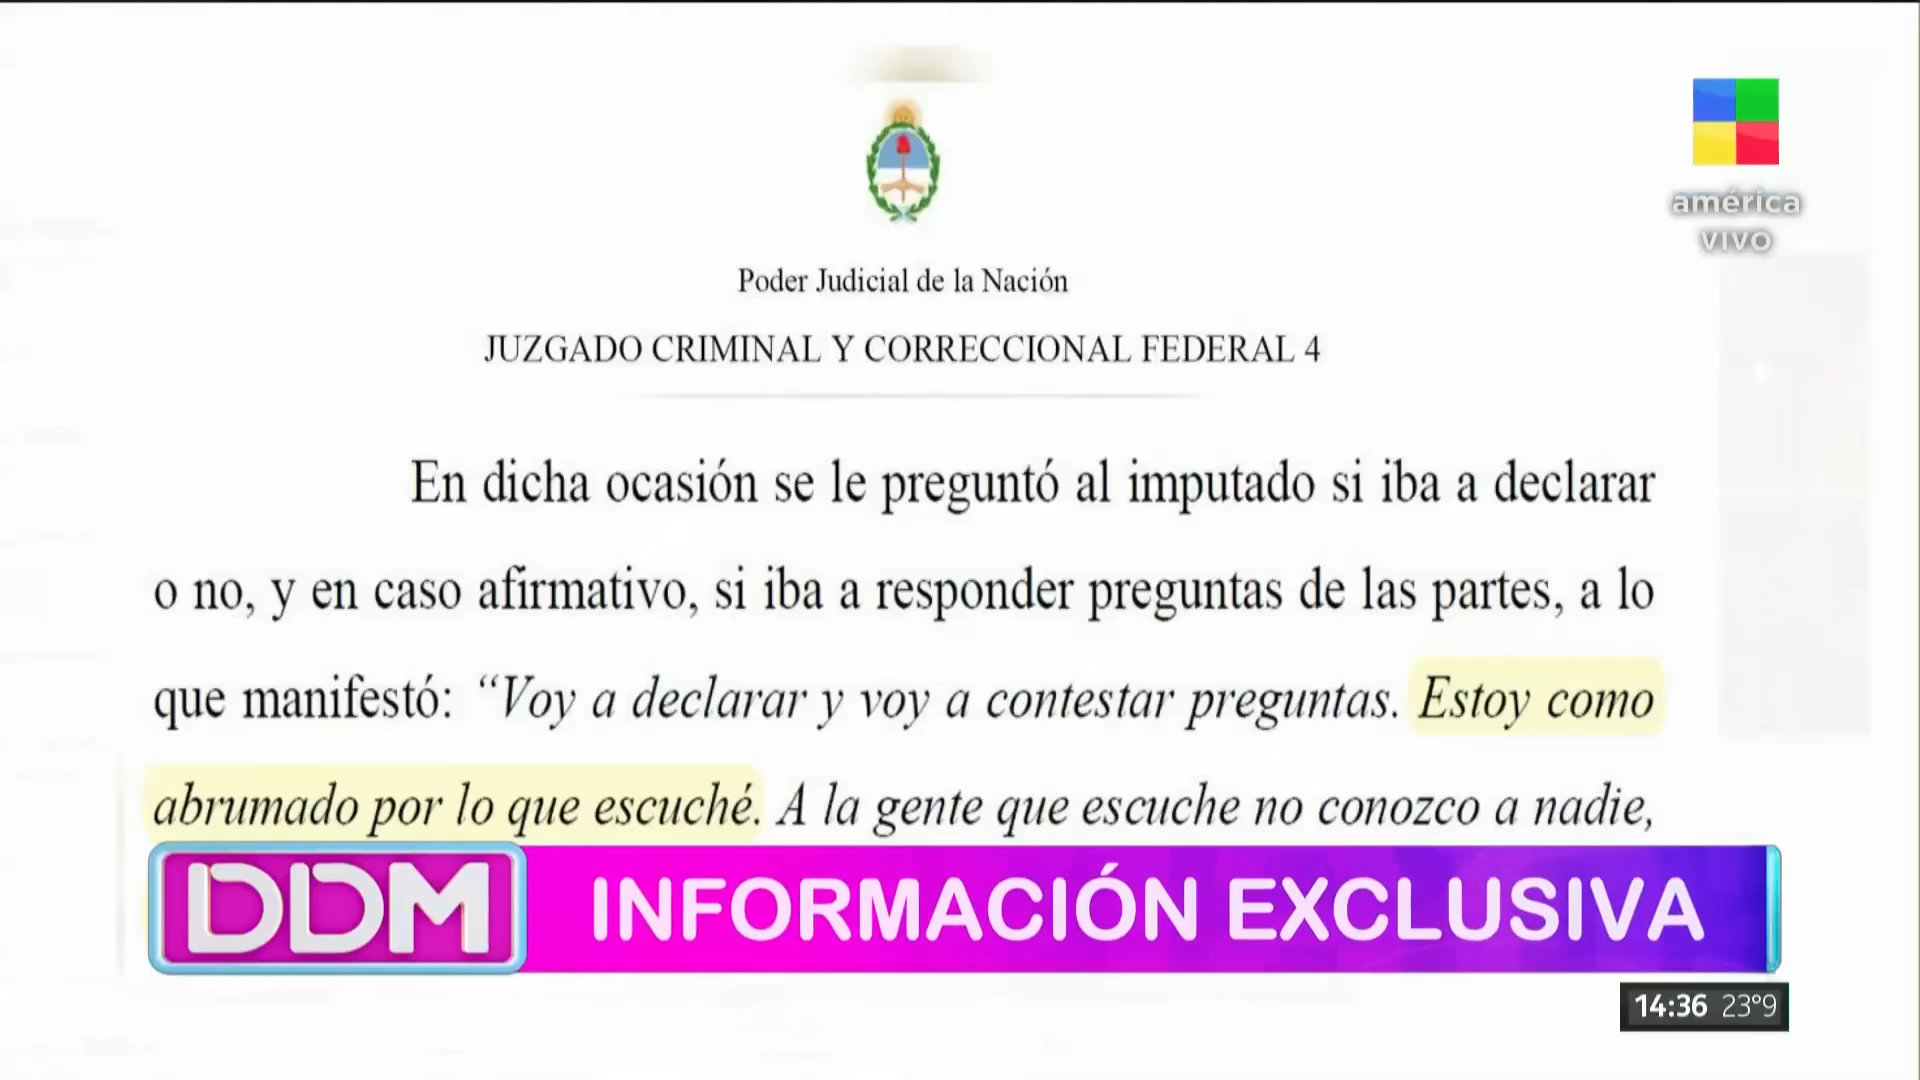 américa
VIVO
Poder Judicial de la Nación
JUZGADO CRIMINAL Y CORRECCIONAL FEDERAL 4
En dicha ocasión se le preguntó al imputado si iba a declarar
o no, y en caso afirmativo, si iba a responder preguntas de las partes, a lo
que manifestó: “Voy a declarar y voy a contestar preguntas. Estoy como
abrumado por lo que escuché. A la gente que escuche no conozco a nadie,
DDM INFORMACIÓN EXCLUSIVA
14:36 23°9